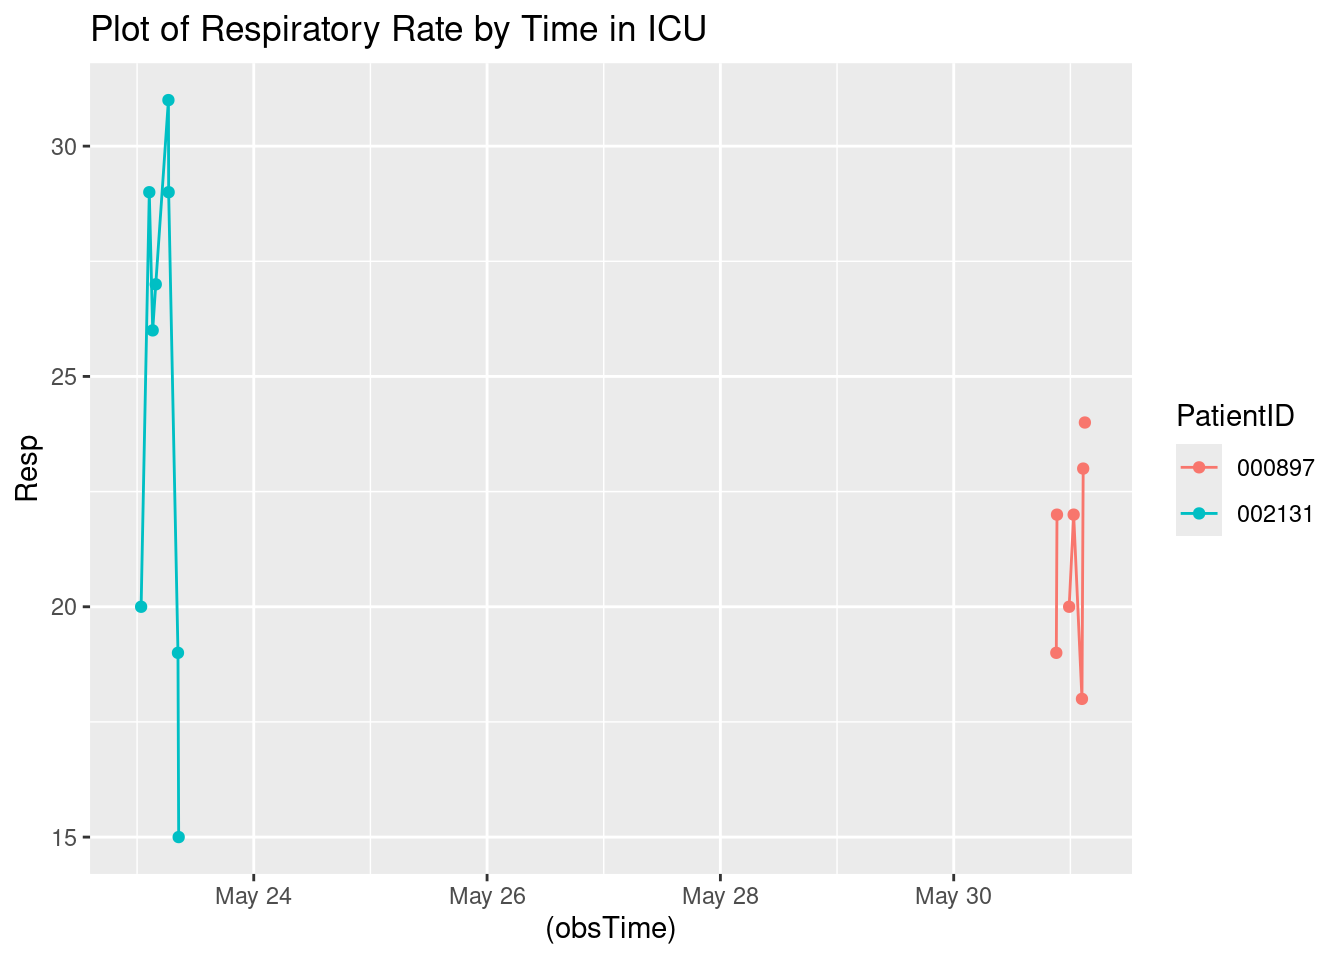 Plot of Respiratory Rate by Time in ICU
30
25
20
15
Resp
May 24
May 26
May 28
May 30
(obsTime)
PatientID
000897
002131